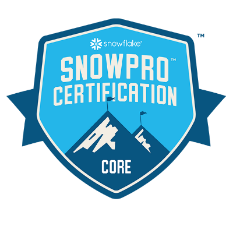 ™
snowflake®
SNOWPRO™
CERTIFICATION
CORE